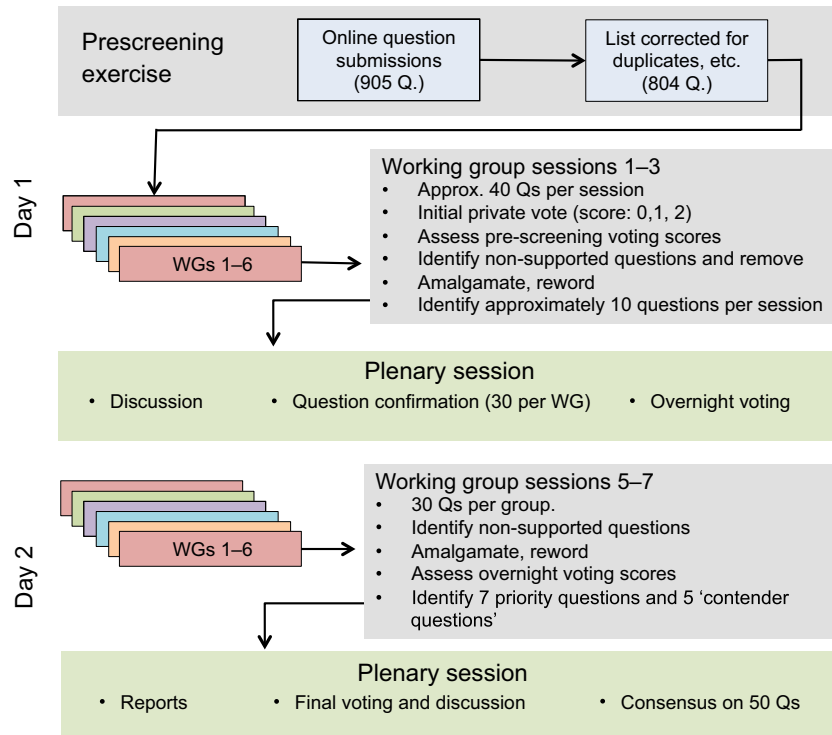 Prescreening
exercise
Online question
submissions
(905 Q.)
List corrected for
duplicates, etc.
(804 Q.)
Day 1
WGs 1–6
Working group sessions 1–3
• Approx. 40 Qs per session
• Initial private vote (score: 0,1, 2)
• Assess pre-screening voting scores
• Identify non-supported questions and remove
• Amalgamate, reword
• Identify approximately 10 questions per session
Plenary session
• Discussion • Question confirmation (30 per WG) • Overnight voting
Day 2
WGs 1–6
Working group sessions 5–7
• 30 Qs per group.
• Identify non-supported questions
• Amalgamate, reword
• Assess overnight voting scores
• Identify 7 priority questions and 5 ‘contender
questions’
Plenary session
• Reports • Final voting and discussion • Consensus on 50 Qs